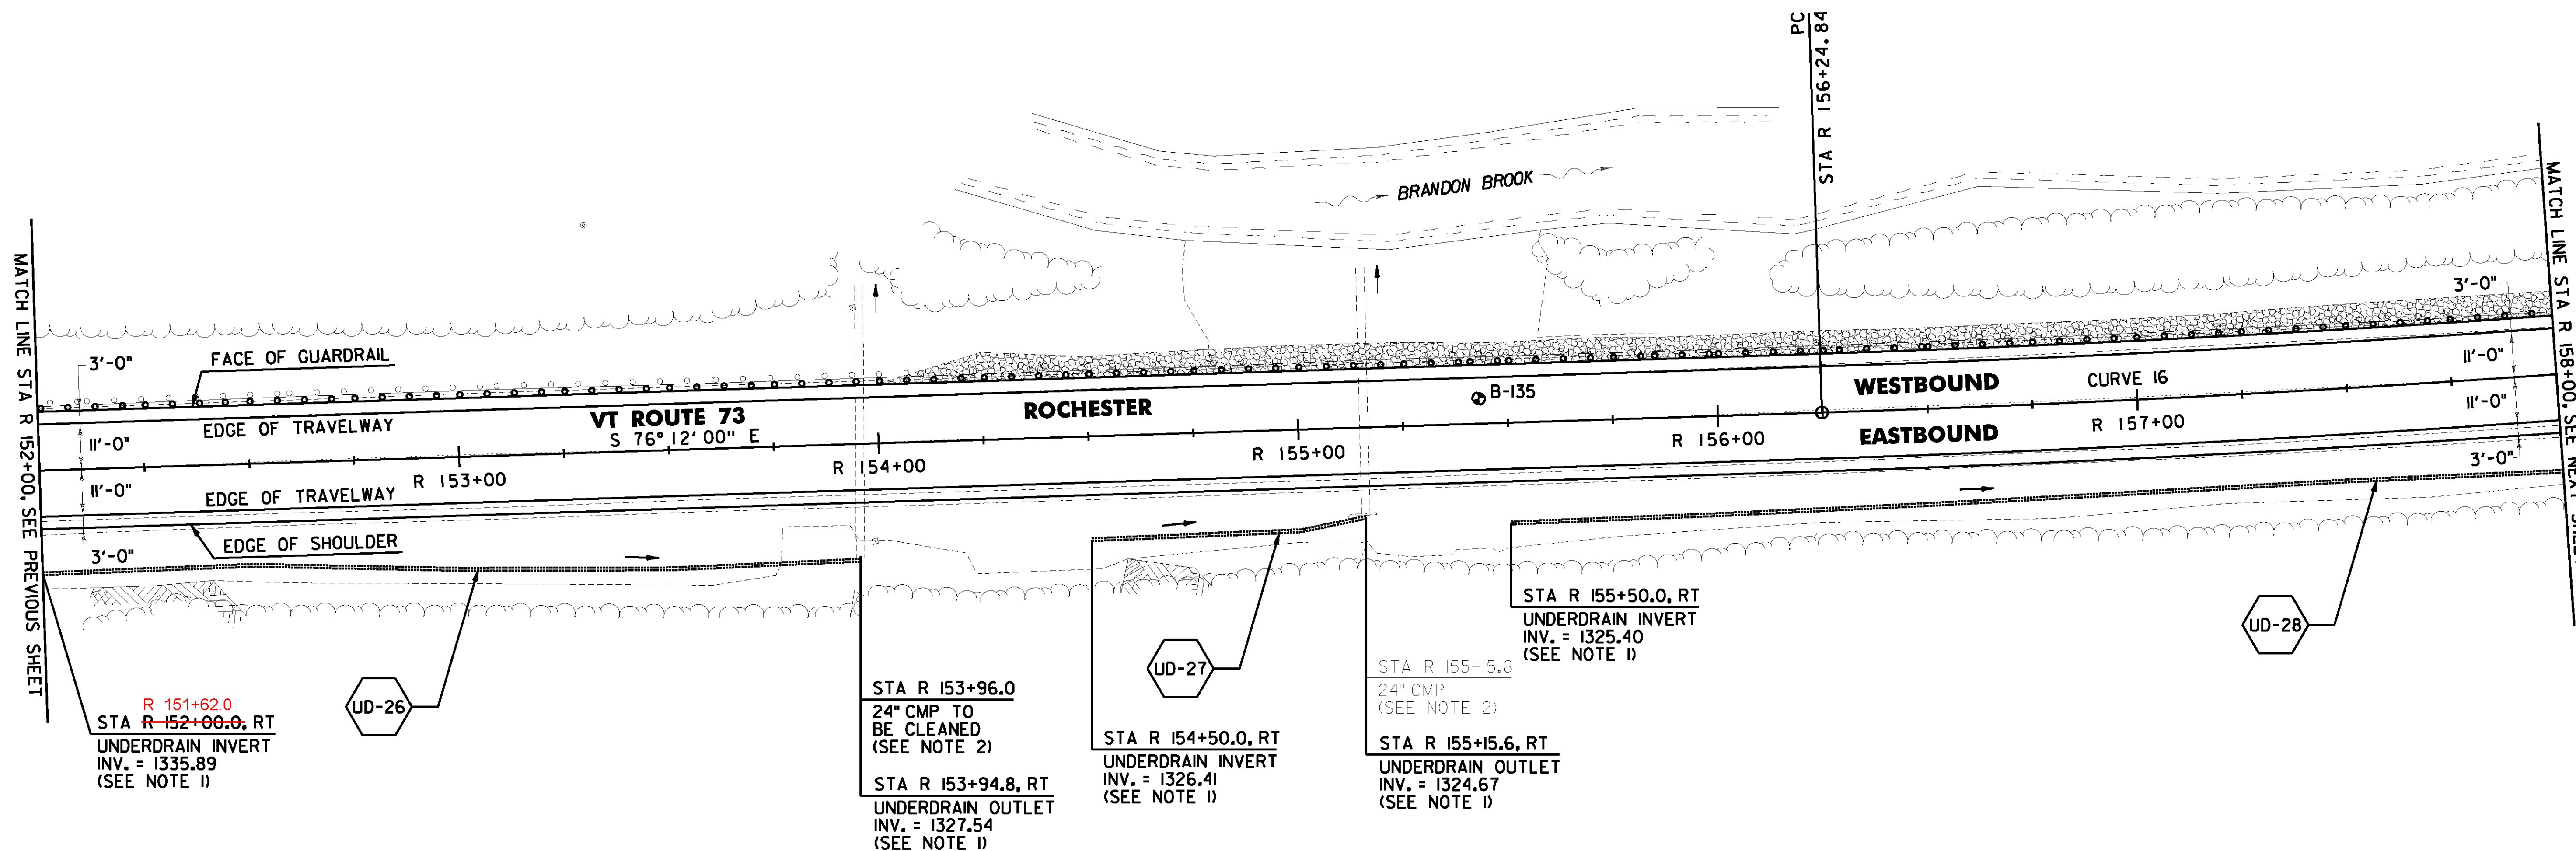 PC
STA R 156+24.84
BRANDON BROOK
MATCH LINE STA R 152+00, SEE PREVIOUS SHEET
MATCH LINE STA R 158+00, SEE NEXT
3'-0"
FACE OF GUARDRAIL
3'-0"
11'-0"
EDGE OF TRAVELWAY
VT ROUTE 73
S 76° 12' 00" E
ROCHESTER
B-135
WESTBOUND
CURVE 16
11'-0"
11'-0"
EDGE OF TRAVELWAY
R 153+00
R 154+00
R 155+00
R 156+00
EASTBOUND
R 157+00
11'-0"
3'-0"
3'-0"
EDGE OF SHOULDER
R 151+62.0
STA R 152+00.0, RT
UNDERDRAIN INVERT
INV. = 1335.89
(SEE NOTE 1)
UD-26
STA R 153+96.0
24" CMP TO
BE CLEANED
(SEE NOTE 2)
STA R 153+94.8, RT
UNDERDRAIN OUTLET
INV. = 1327.54
(SEE NOTE 1)
STA R 154+50.0, RT
UNDERDRAIN INVERT
INV. = 1326.41
(SEE NOTE 1)
UD-27
STA R 155+15.6
24" CMP
(SEE NOTE 2)
STA R 155+15.6, RT
UNDERDRAIN OUTLET
INV. = 1324.67
(SEE NOTE 1)
STA R 155+50.0, RT
UNDERDRAIN INVERT
INV. = 1325.40
(SEE NOTE 1)
UD-28